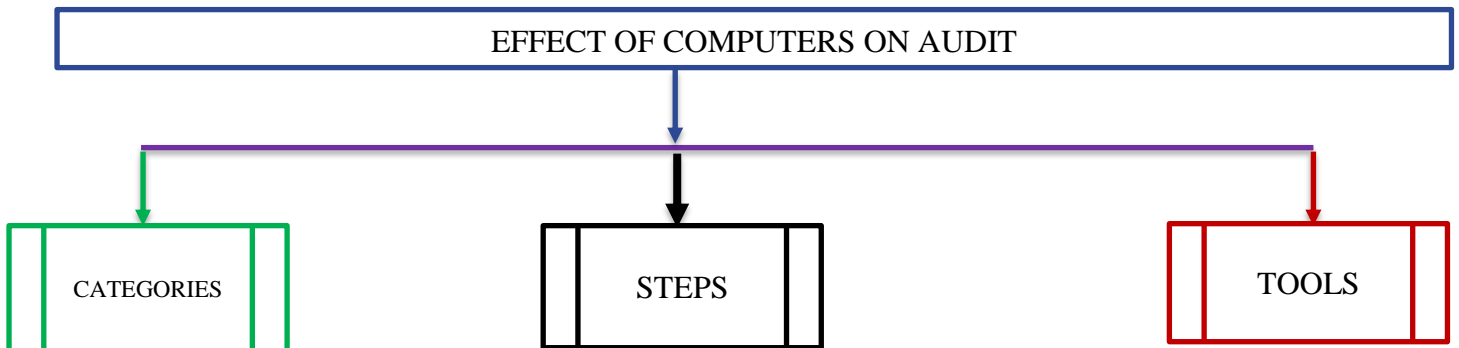 EFFECT OF COMPUTERS ON AUDIT
CATEGORIES
STEPS
TOOLS